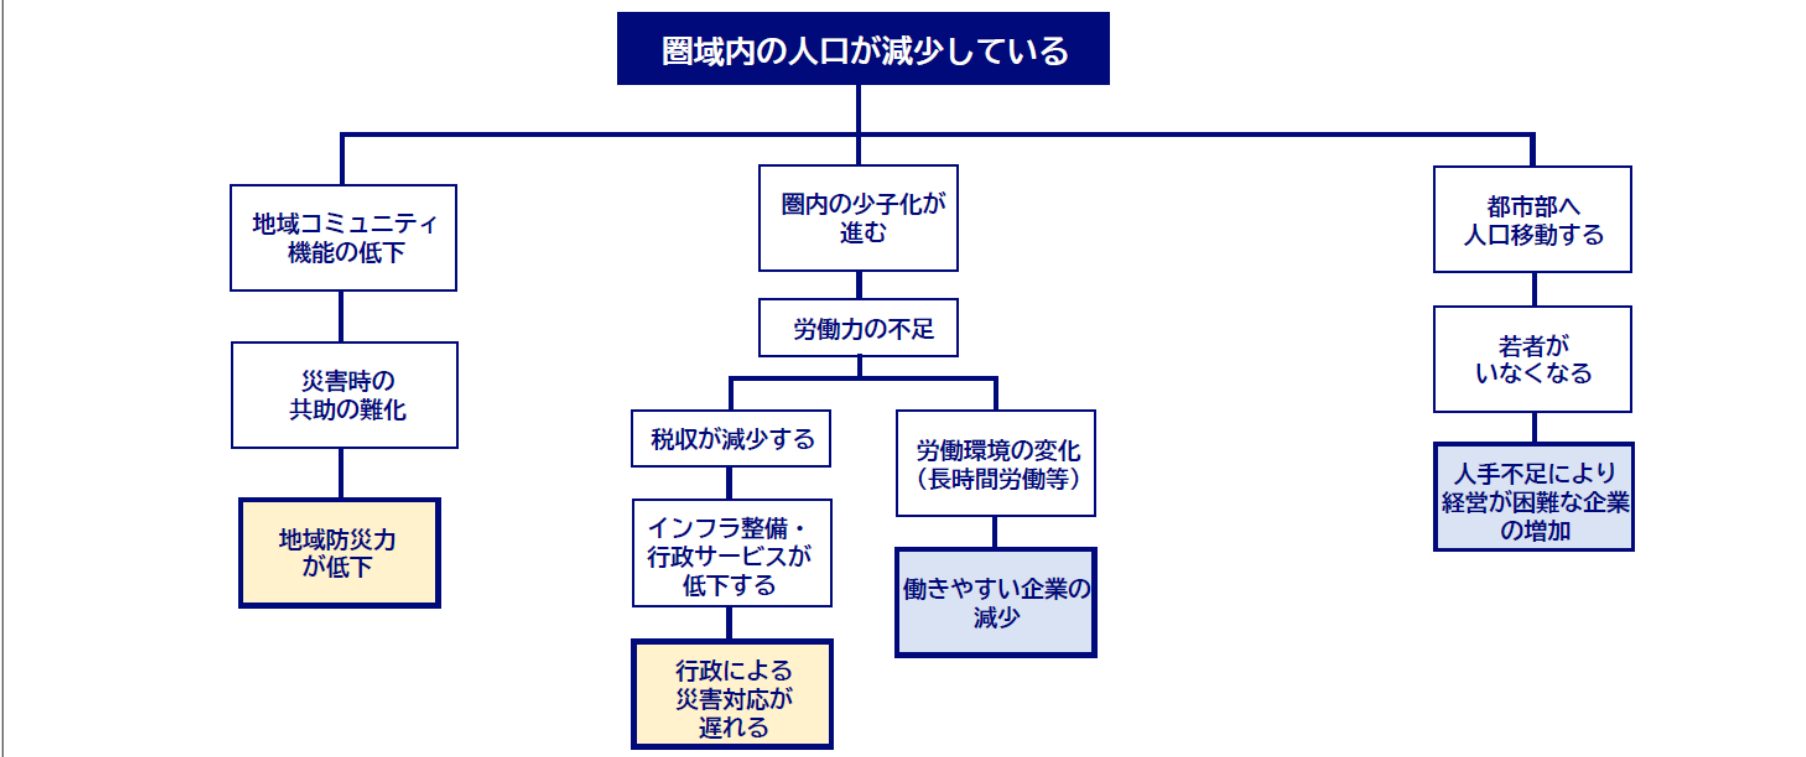 圏域内の人口が減少している
地域コミュニティ
機能の低下
災害時の
共助の難化
地域防災力
が低下
圏内の少子化が
進む
労働力の不足
税収が減少する
インフラ整備・
行政サービスが
低下する
行政による
災害対応が
遅れる
労働環境の変化
（長時間労働等）
働きやすい企業の
減少
都市部へ
人口移動する
若者が
いなくなる
人手不足により
経営が困難な企業
の増加